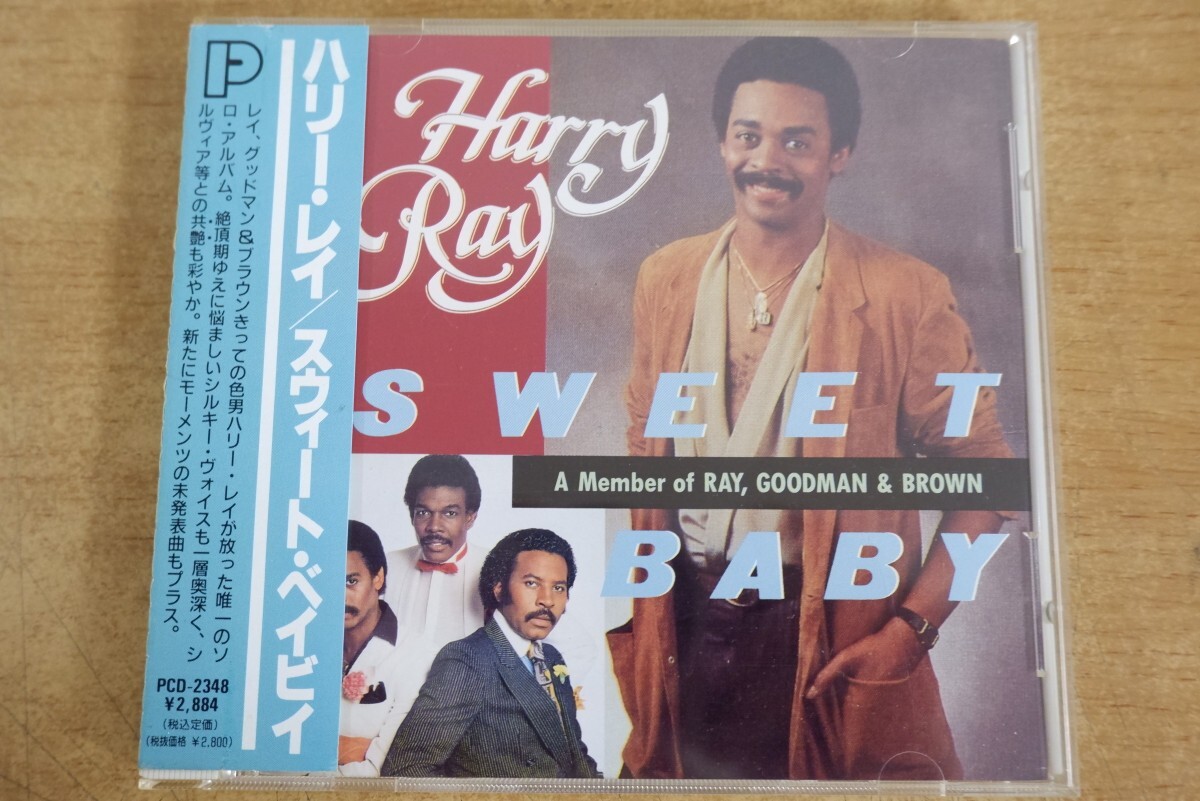 P
ハリー・レイ/スウィート・ベイビィ
レイ、グッドマン&ブラウンきっての色男ハリー・レイが放った唯一のソ
ロ・アルバム。絶頂期ゆえに悩ましいシルキー・ヴォイスも一層奥深く、シ
ルヴィア等との共艶も彩やか。新たにモーメンツの未発表曲もプラス。
PCD-2348
¥2,884
(税込定価)
(税抜価格 ¥2,800)
Harry
Ray
SWEET
A Member of RAY, GOODMAN & BROWN
BABY